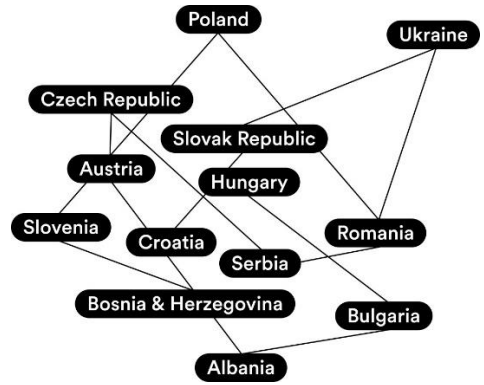 Poland
Ukraine
Czech Republic
Slovak Republic
Austria
Hungary
Slovenia
Croatia
Romania
Serbia
Bosnia & Herzegovina
Bulgaria
Albania